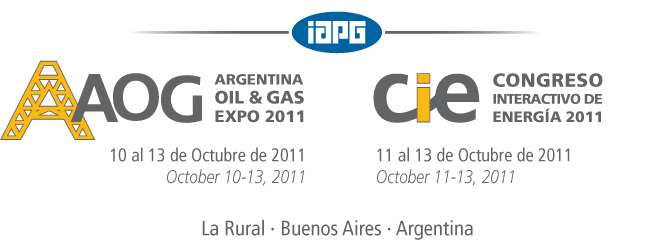 iapg
AOG
ARGENTINA
OIL & GAS
EXPO 2011
10 al 13 de Octubre de 2011
October 10-13, 2011
cie
CONGRESO
INTERACTIVO DE
ENERGÍA 2011
11 al 13 de Octubre de 2011
October 11-13, 2011
La Rural · Buenos Aires · Argentina